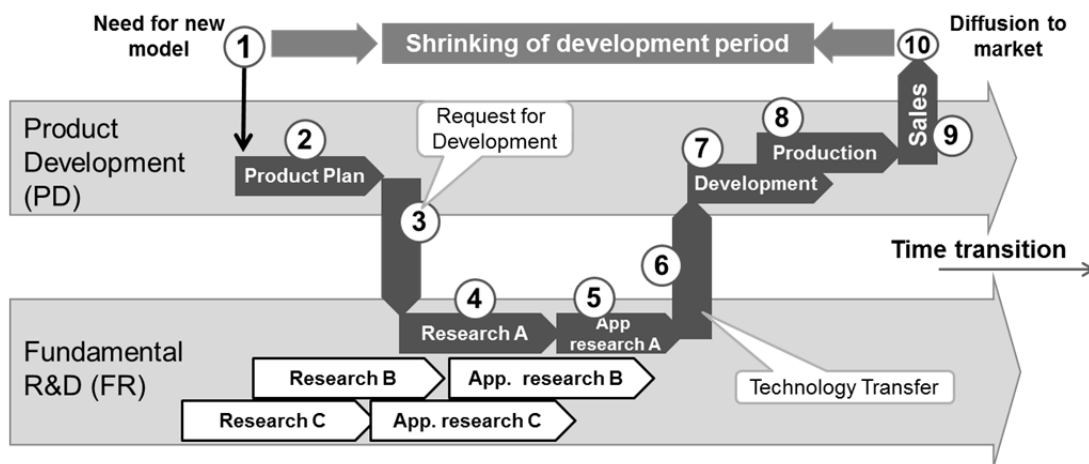 Need for new
model
1
Shrinking of development period
10
Diffusion to
market
Product
Development
(PD)
2
Product Plan
Request for
Development
3
7
Development
8
Production
Sales
9
6
Time transition
Fundamental
R&D (FR)
4
Research A
5
App
research A
Research B
App. research B
Research C
App. research C
Technology Transfer